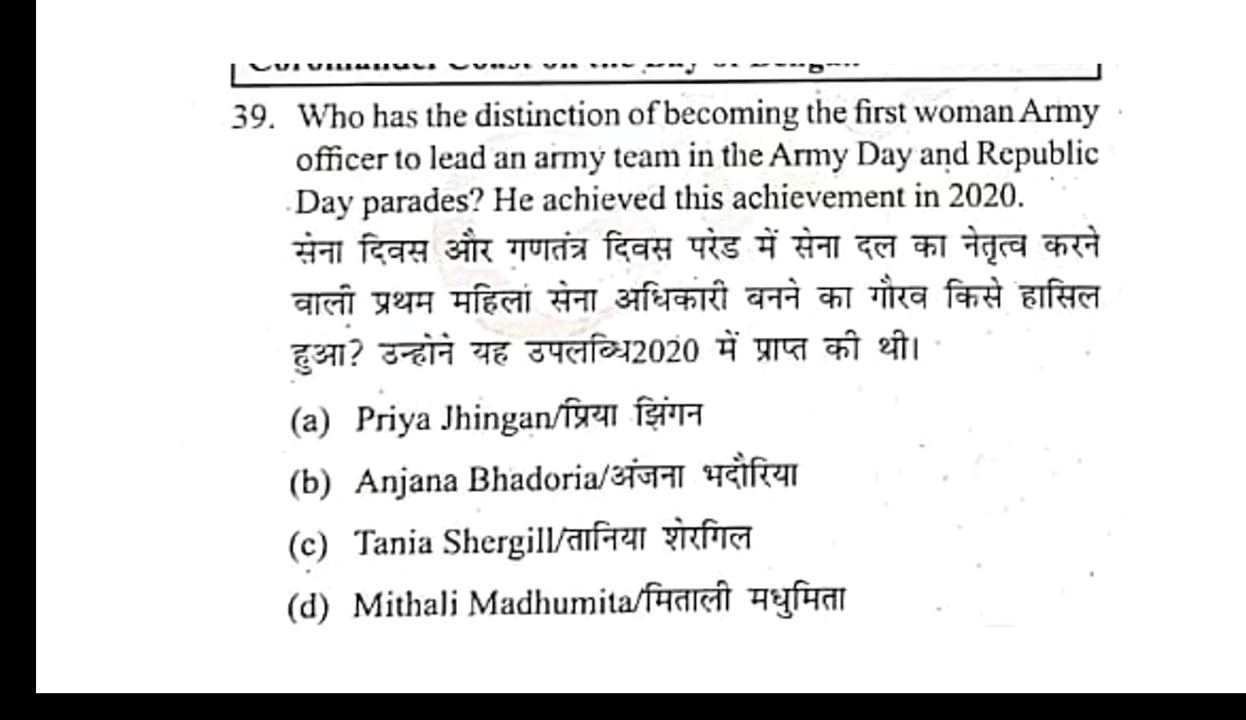 39. Who has the distinction of becoming the first woman Army
officer to lead an army team in the Army Day and Republic
Day parades? He achieved this achievement in 2020.
सेना दिवस और गणतंत्र दिवस परेड में सेना दल का नेतृत्व करने
वाली प्रथम महिला सेना अधिकारी बनने का गौरव किसे हासिल
हुआ? उन्होंने यह उपलब्धि2020 में प्राप्त की थी।
(a) Priya Jhingan/प्रिया झिंगन
(b) Anjana Bhadoria/अंजना भदौरिया
(c) Tania Shergill/तानिया शेरगिल
(d) Mithali Madhumita/मिताली मधुमिता